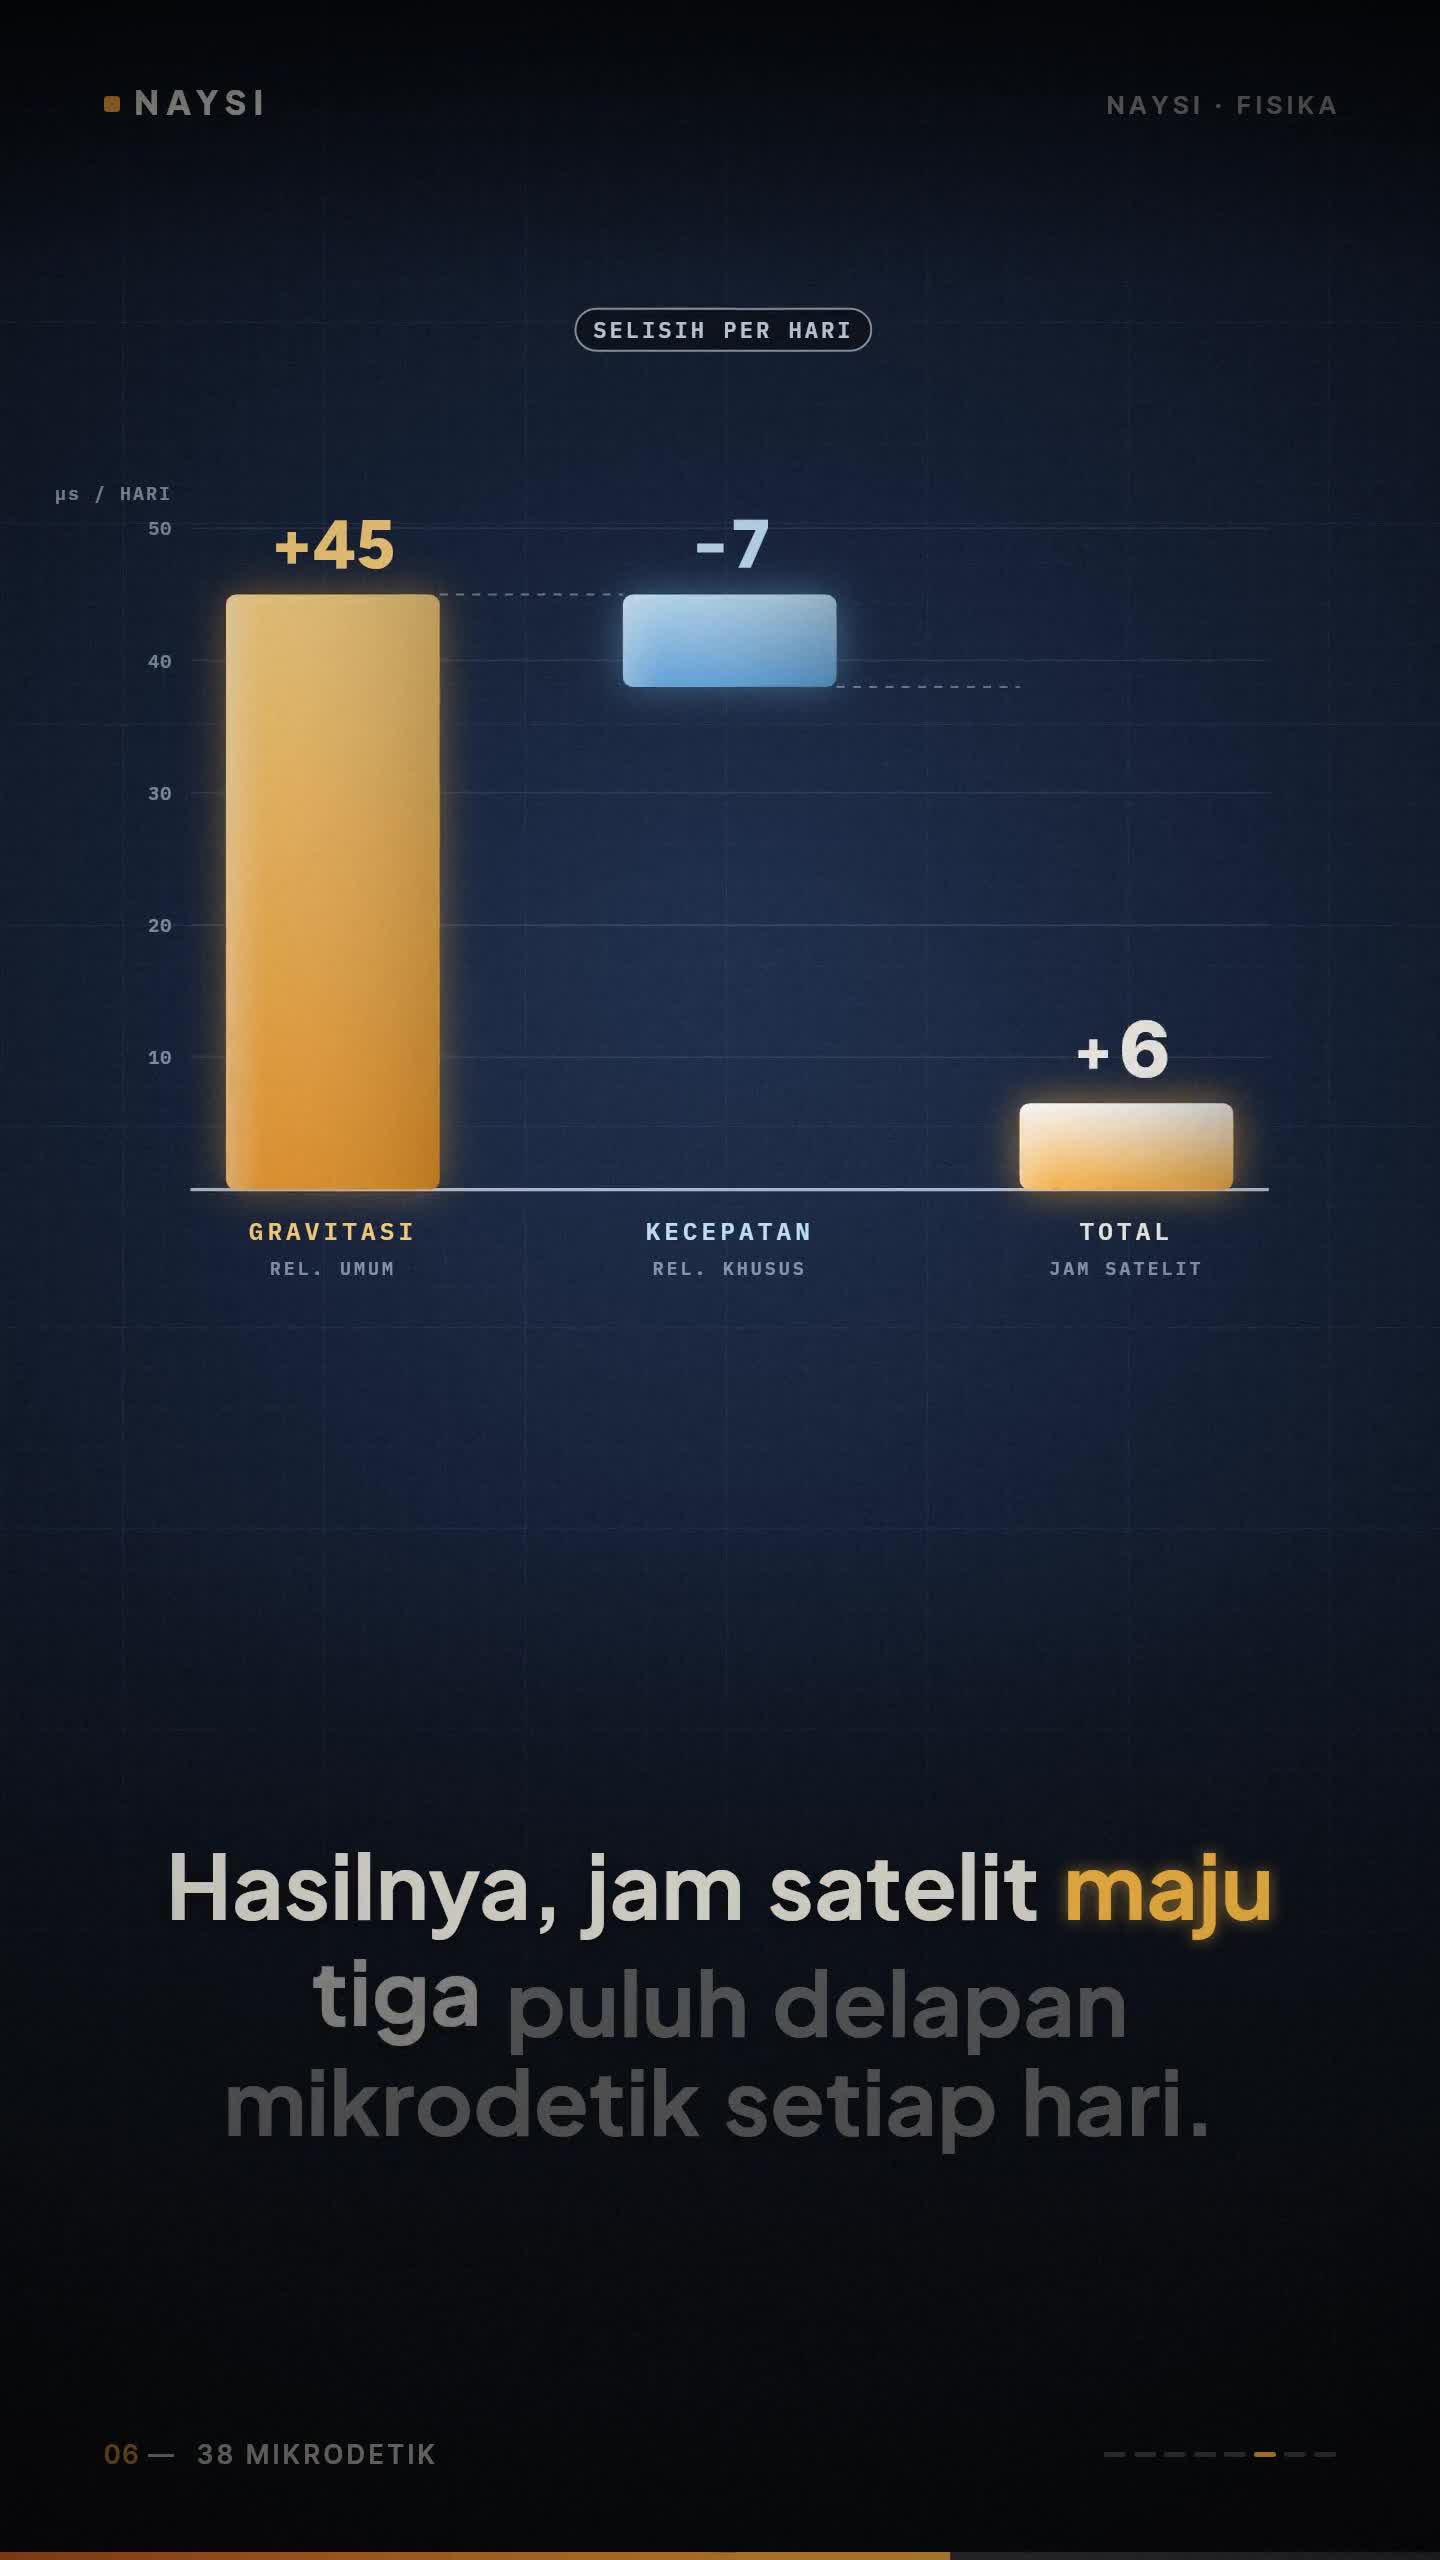 NAYSI
NAYSI · FISIKA
SELISIH PER HARI
µs / HARI
50
+45
-7
40
30
20
10
+6
GRAVITASI
KECEPATAN
TOTAL
REL. UMUM
REL. KHUSUS
JAM SATELIT
Hasilnya, jam satelit maju
tiga puluh delapan
mikrodetik setiap hari.
06 — 38 MIKRODETIK